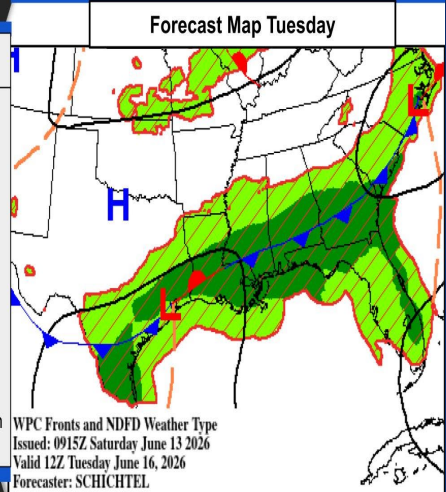 Forecast Map Tuesday
H
L
H
L
WPC Fronts and NDFD Weather Type
Issued: 0915Z Saturday June 13 2026
Valid 12Z Tuesday June 16, 2026
Forecaster: SCHICHTEL